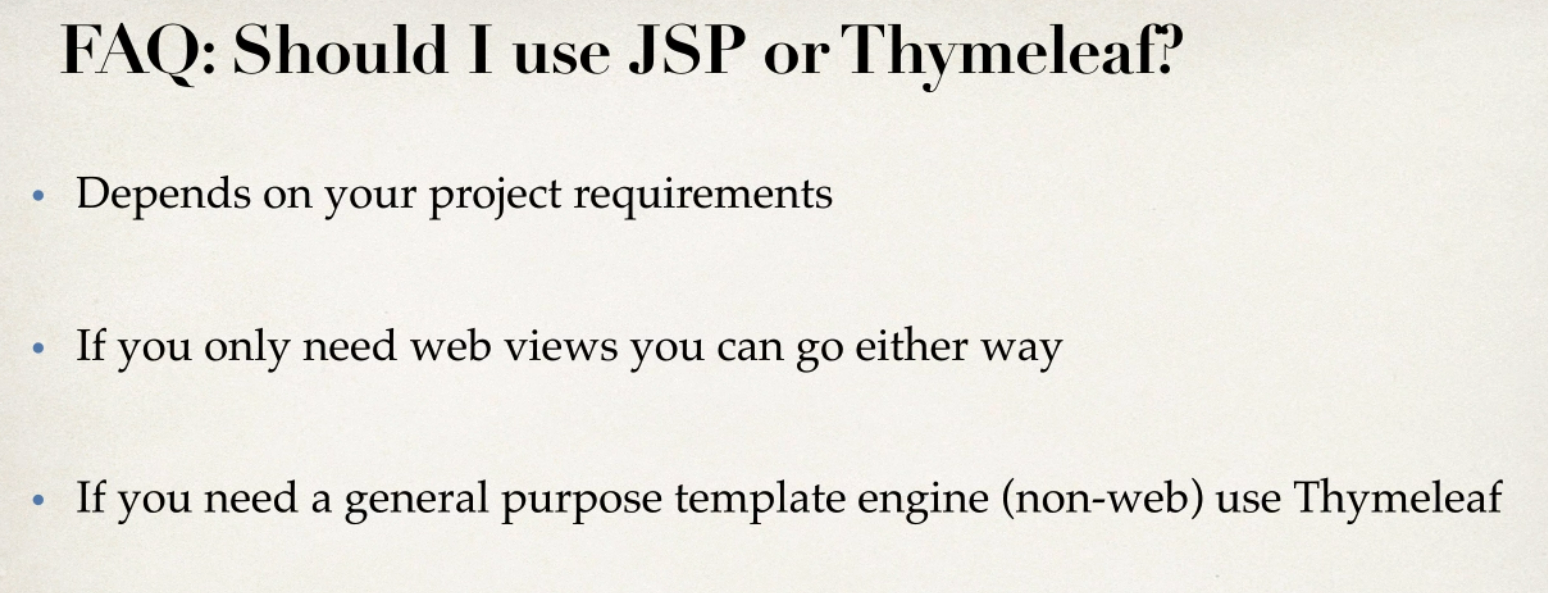 FAQ: Should I use JSP or Thymeleaf?
• Depends on your project requirements
• If you only need web views you can go either way
• If you need a general purpose template engine (non-web) use Thymeleaf